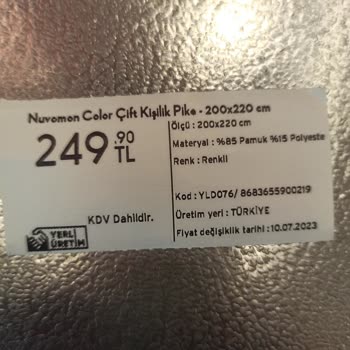 Nuvomon Color Çift Kişilik Pike - 200x220 cm
249.90 TL
KDV Dahildir.
YERLİ ÜRETİM
Ölçü : 200x220 cm
Materyal : %85 Pamuk %15 Polyester
Renk : Renkli
Kod : YLD076/ 8683655900219
Üretim yeri : TÜRKİYE
Fiyat değişiklik tarihi : 10.07.2023